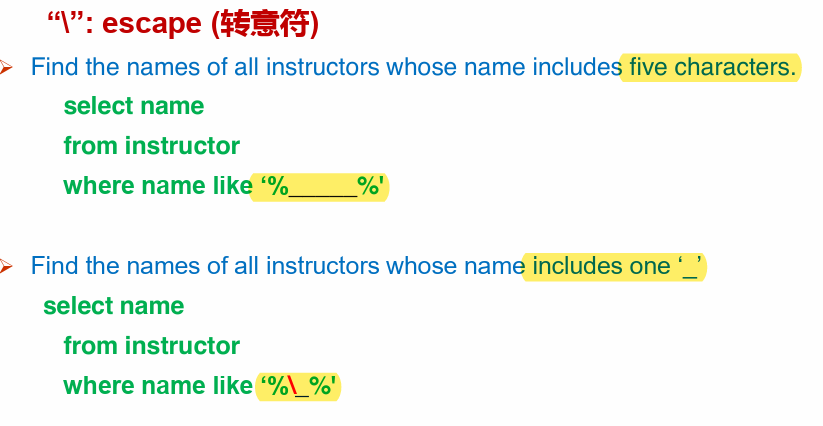 “\”: escape (转意符)
➢ Find the names of all instructors whose name includes five characters.
select name
from instructor
where name like ‘%_____%'
➢ Find the names of all instructors whose name includes one ‘_’
select name
from instructor
where name like ‘%\_%'